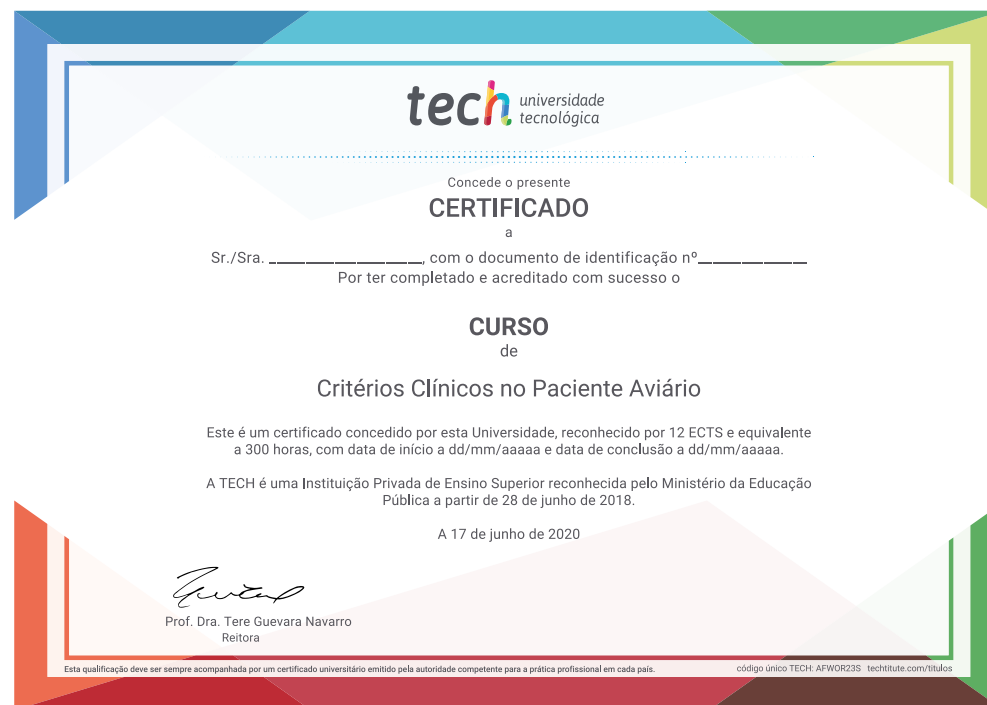 tech universidade
tecnológica
Concede o presente
CERTIFICADO
a
Sr./Sra. ____________________, com o documento de identificação nº______________
Por ter completado e acreditado com sucesso o
CURSO
de
Critérios Clínicos no Paciente Aviário
Este é um certificado concedido por esta Universidade, reconhecido por 12 ECTS e equivalente
a 300 horas, com data de início a dd/mm/aaaaa e data de conclusão a dd/mm/aaaaa.
A TECH é uma Instituição Privada de Ensino Superior reconhecida pelo Ministério da Educação
Pública a partir de 28 de junho de 2018.
A 17 de junho de 2020
Prof. Dra. Tere Guevara Navarro
Reitora
Esta qualificação deve ser sempre acompanhada por um certificado universitário emitido pela autoridade competente para a prática profissional em cada país.
código único TECH: AFWOR23S techtitute.com/titulos